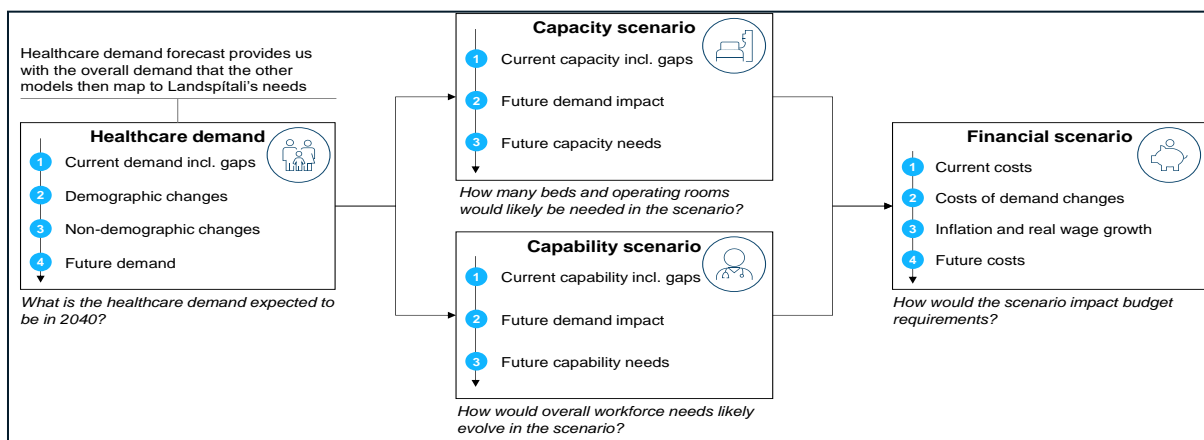 Healthcare demand forecast provides us
with the overall demand that the other
models then map to Landspítali's needs
Healthcare demand
1 Current demand incl. gaps
2 Demographic changes
3 Non-demographic changes
4 Future demand
What is the healthcare demand expected to
be in 2040?
Capacity scenario
1 Current capacity incl. gaps
2 Future demand impact
3 Future capacity needs
How many beds and operating rooms
would likely be needed in the scenario?
Capability scenario
1 Current capability incl. gaps
2 Future demand impact
3 Future capability needs
How would overall workforce needs likely
evolve in the scenario?
Financial scenario
1 Current costs
2 Costs of demand changes
3 Inflation and real wage growth
4 Future costs
How would the scenario impact budget
requirements?